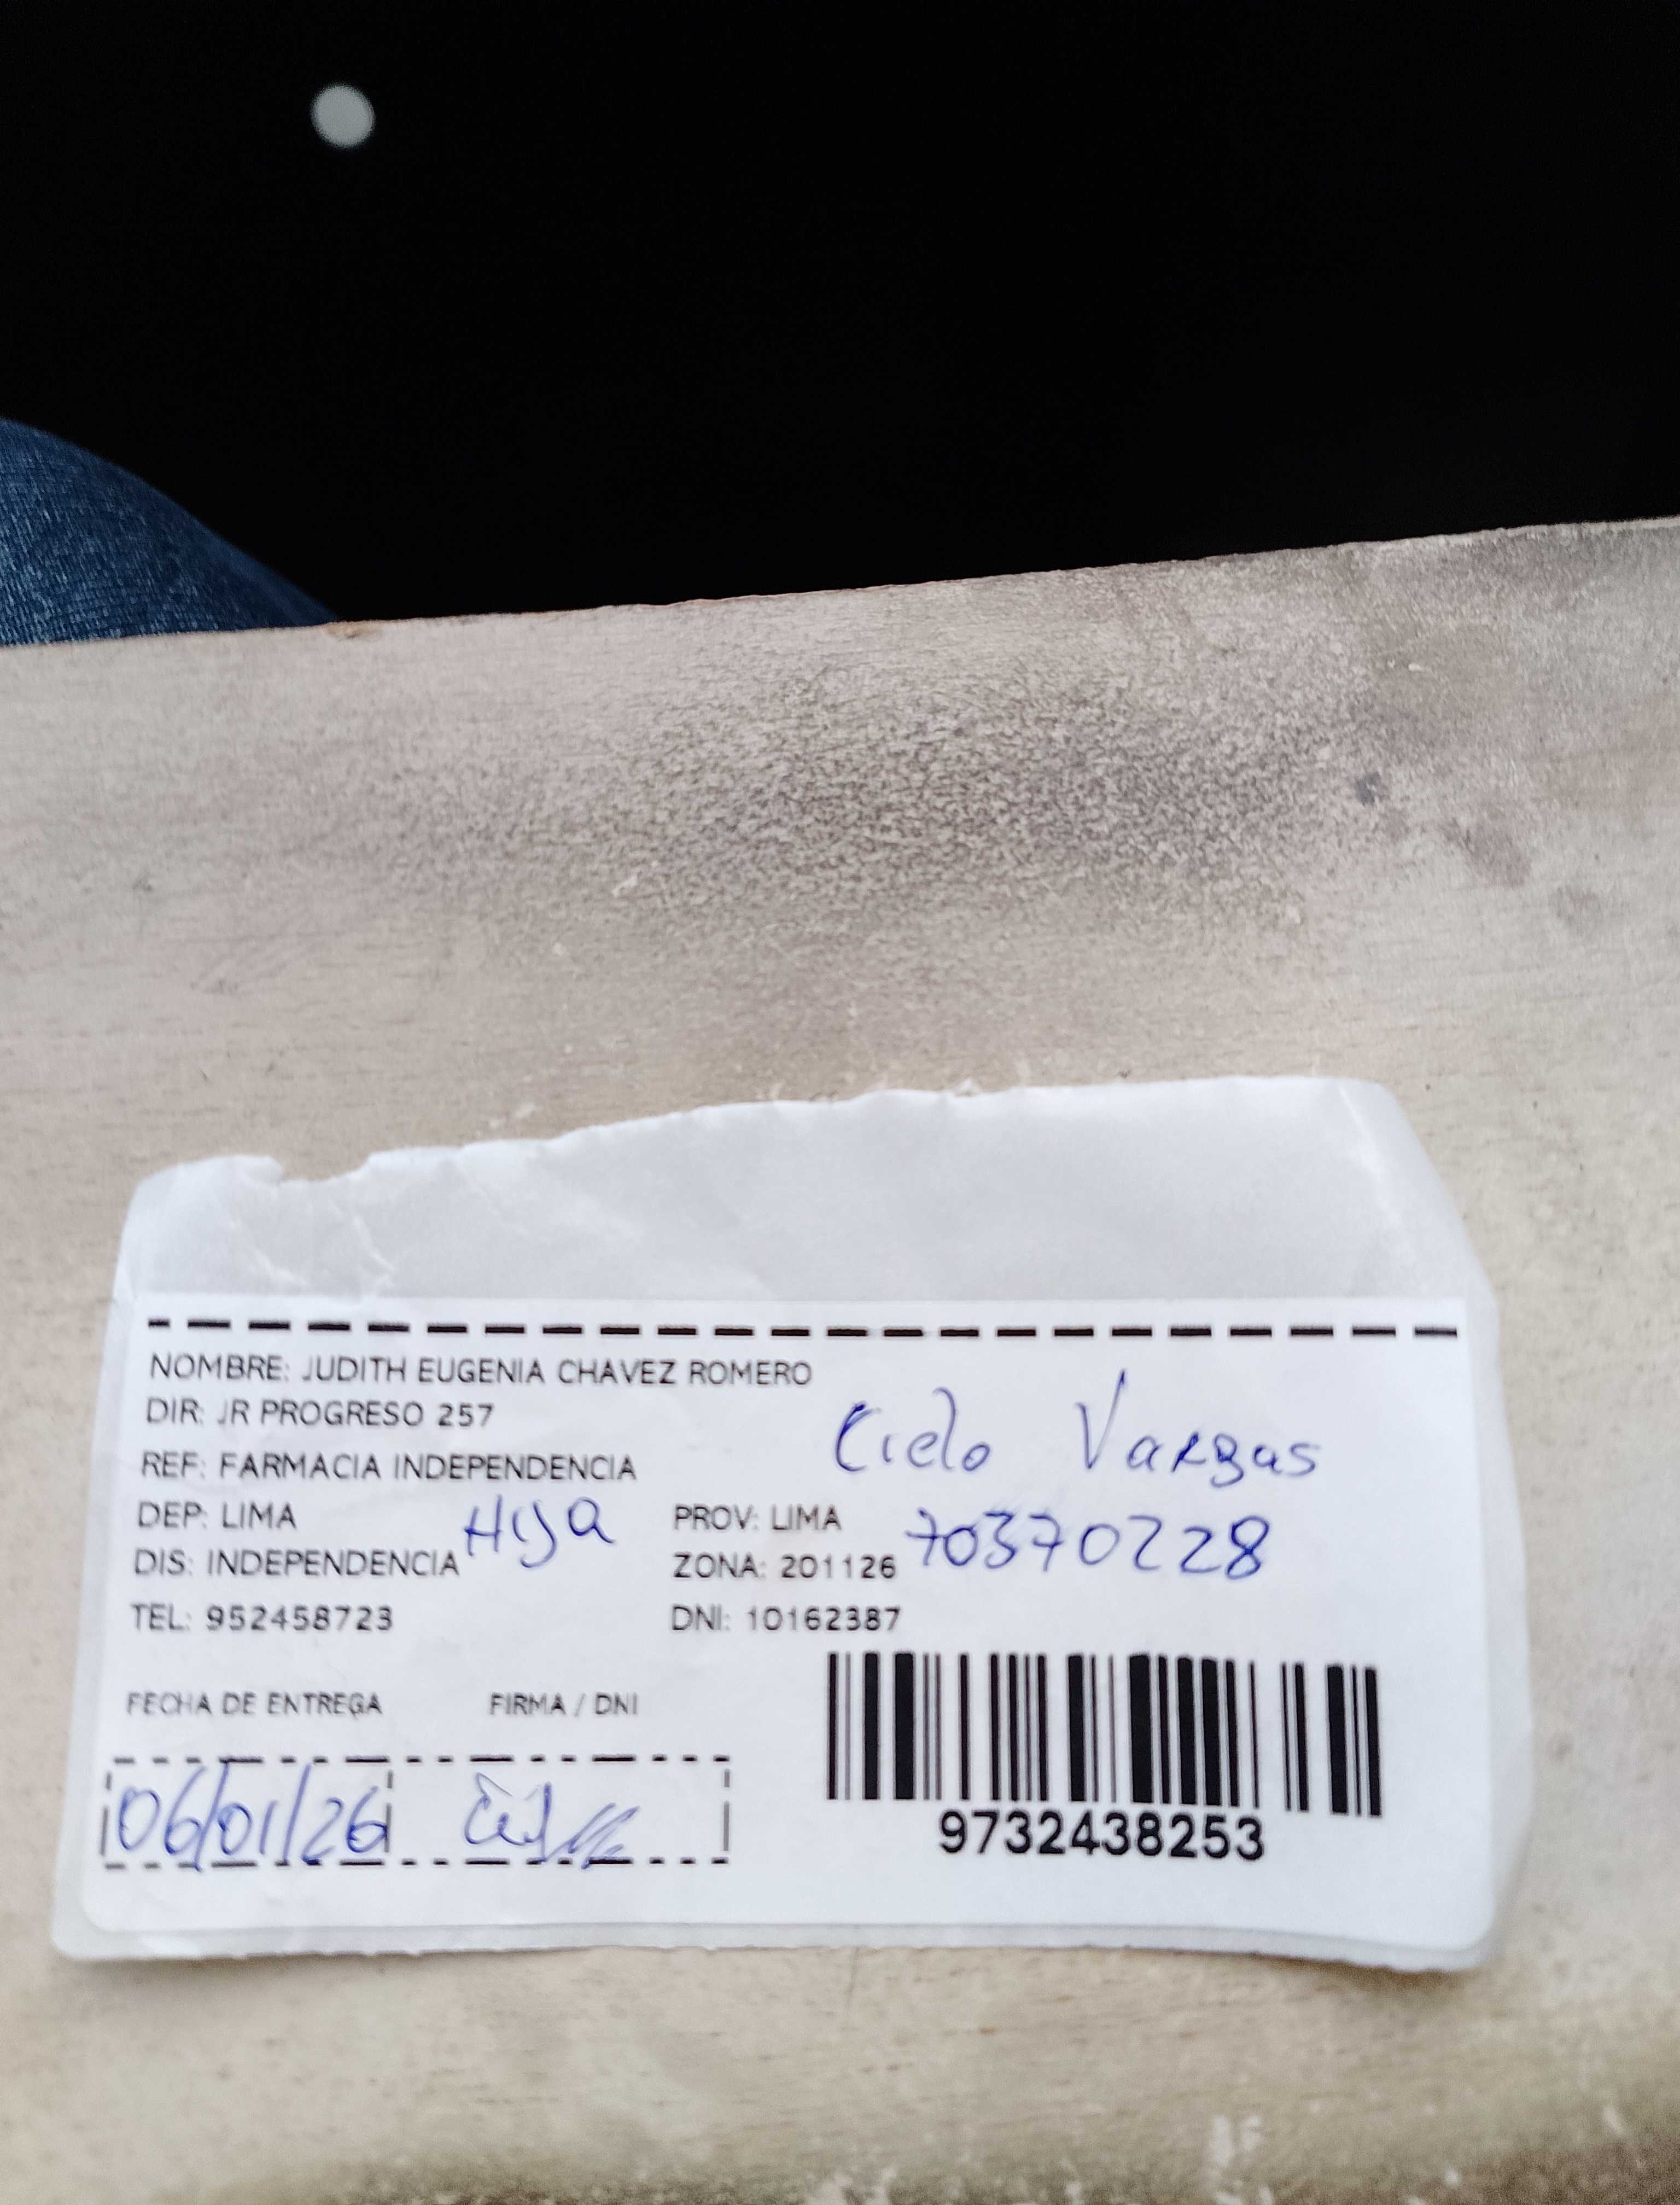 NOMBRE: JUDITH EUGENIA CHAVEZ ROMERO
DIR: JR PROGRESO 257
Cielo Vargas
REF: FARMACIA INDEPENDENCIA
DEP: LIMA
HIJA
PROV: LIMA
70370228
DIS: INDEPENDENCIA
ZONA: 201126
TEL: 952458723
DNI: 10162387
FECHA DE ENTREGA
FIRMA / DNI
06/01/26
9732438253